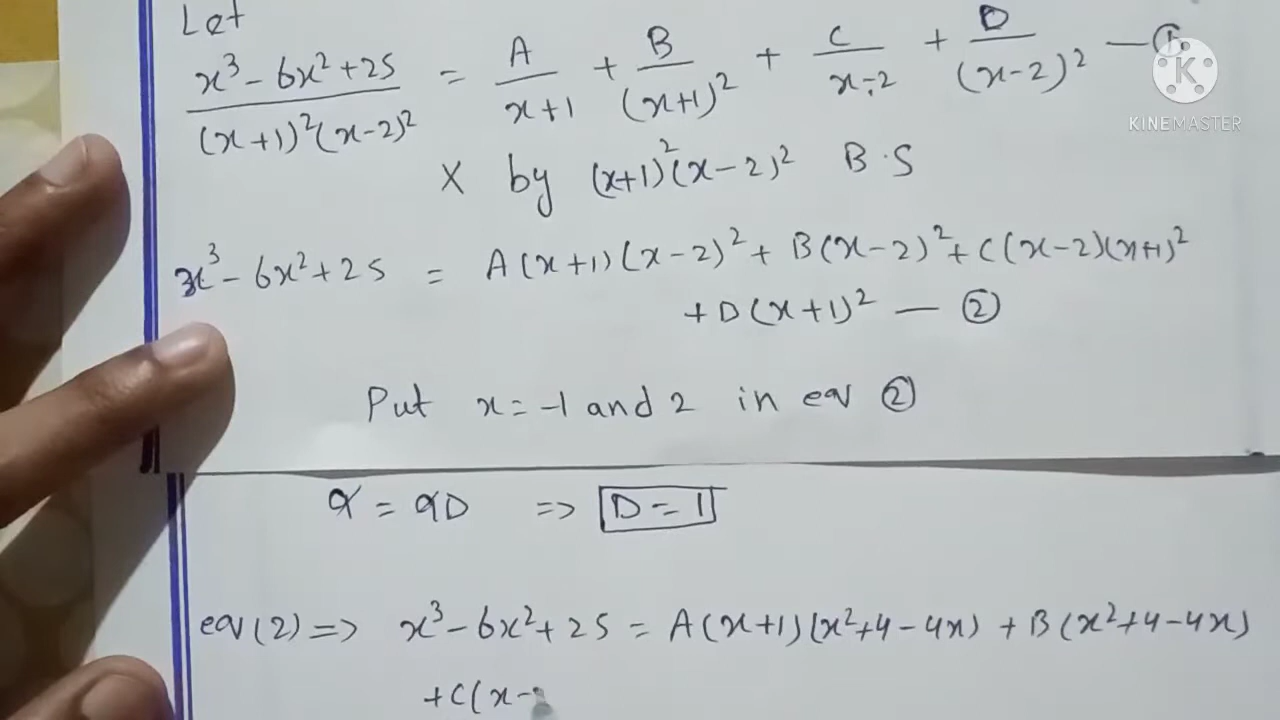 Let
x³ - 6x² + 25 / (x+1)²(x-2)² = A / x+1 + B / (x+1)² + C / x-2 + D / (x-2)² — ①
KINEMASTER
X by (x+1)²(x-2)² B.S
x³ - 6x² + 25 = A(x+1)(x-2)² + B(x-2)² + C(x-2)(x+1)²
+ D(x+1)² — ②
Put x = -1 and 2 in eq ②
9 = 9D => D = 1
eq(2) => x³ - 6x² + 25 = A(x+1)(x²+4-4x) + B(x²+4-4x)
+C(x-